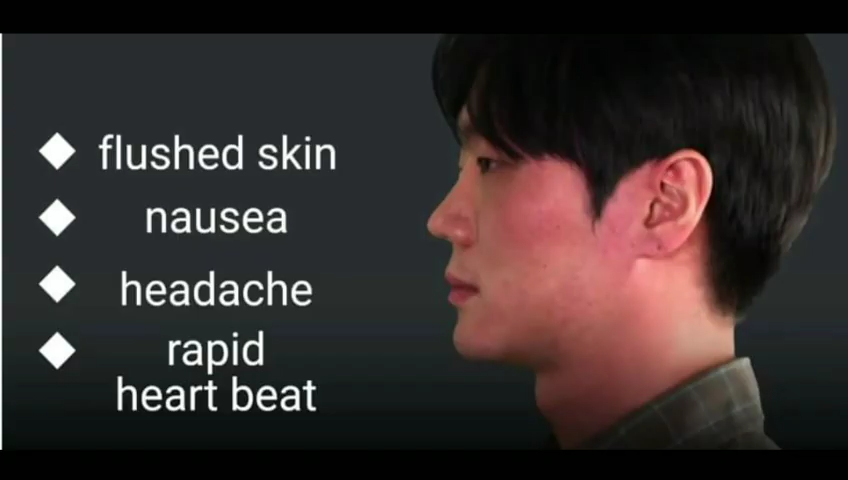 flushed skin
nausea
headache
rapid
heart beat